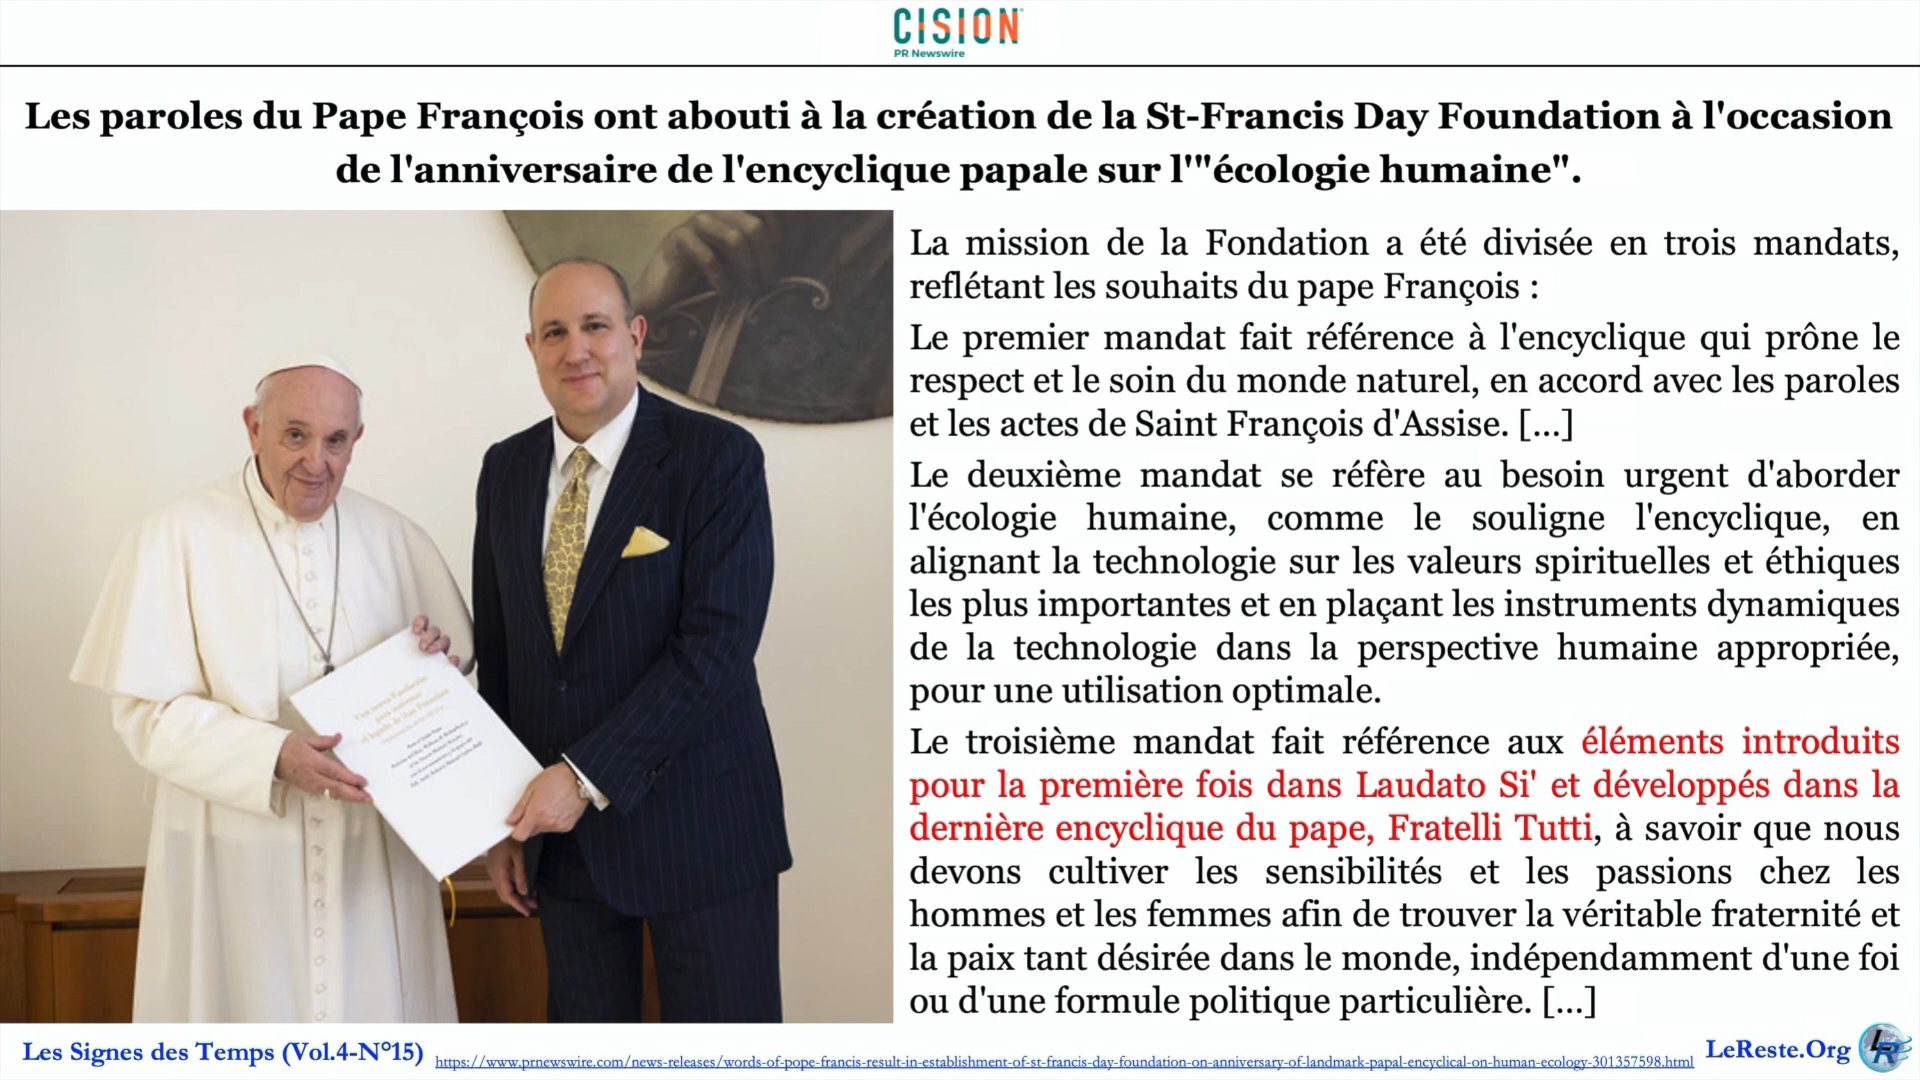 CISION
PR Newswire
Les paroles du Pape François ont abouti à la création de la St-Francis Day Foundation à l'occasion
de l'anniversaire de l'encyclique papale sur l'"écologie humaine".
La mission de la Fondation a été divisée en trois mandats,
reflétant les souhaits du pape François :
Le premier mandat fait référence à l'encyclique qui prône le
respect et le soin du monde naturel, en accord avec les paroles
et les actes de Saint François d'Assise. [...]
Le deuxième mandat se réfère au besoin urgent d'aborder
l'écologie humaine, comme le souligne l'encyclique, en
alignant la technologie sur les valeurs spirituelles et éthiques
les plus importantes et en plaçant les instruments dynamiques
de la technologie dans la perspective humaine appropriée,
pour une utilisation optimale.
Le troisième mandat fait référence aux éléments introduits
pour la première fois dans Laudato Si' et développés dans la
dernière encyclique du pape, Fratelli Tutti, à savoir que nous
devons cultiver les sensibilités et les passions chez les
hommes et les femmes afin de trouver la véritable fraternité et
la paix tant désirée dans le monde, indépendamment d'une foi
ou d'une formule politique particulière. [...]
Les Signes des Temps (Vol.4-N°15)
https://www.prnewswire.com/news-releases/words-of-pope-francis-result-in-establishment-of-st-francis-day-foundation-on-anniversary-of-landmark-papal-encyclical-on-human-ecology-301357598.html
LeReste.Org
LR